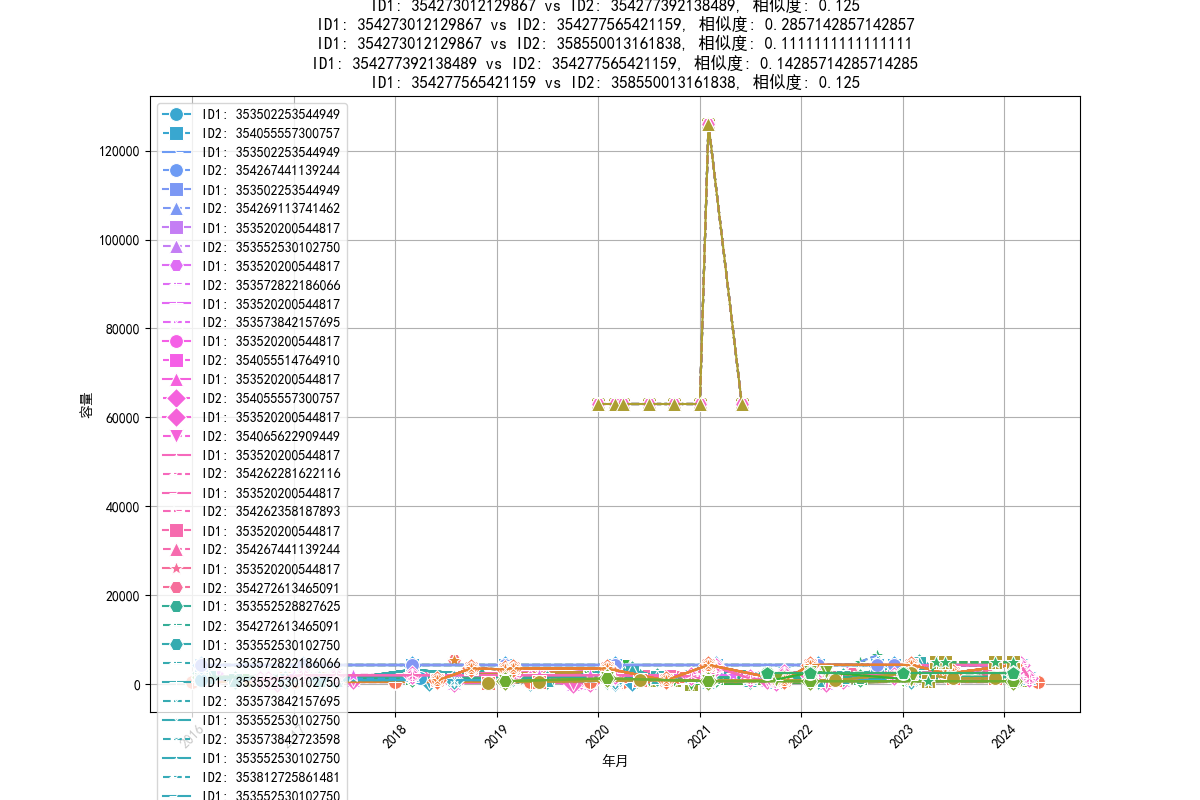 ID1: 354273012129867 vs ID2: 354277392138489, 相似度: 0.125
ID1: 354273012129867 vs ID2: 354277565421159, 相似度: 0.2857142857142857
ID1: 354273012129867 vs ID2: 358550013161838, 相似度: 0.1111111111111111
ID1: 354277392138489 vs ID2: 354277565421159, 相似度: 0.14285714285714285
ID1: 354277565421159 vs ID2: 358550013161838, 相似度: 0.125
容量
120000
100000
80000
60000
40000
20000
0
ID1: 353502253544949
ID2: 354055557300757
ID1: 353502253544949
ID2: 354267441139244
ID1: 353502253544949
ID2: 354269113741462
ID1: 353520200544817
ID2: 353552530102750
ID1: 353520200544817
ID2: 353572822186066
ID1: 353520200544817
ID2: 353573842157695
ID1: 353520200544817
ID2: 354055514764910
ID1: 353520200544817
ID2: 354055557300757
ID1: 353520200544817
ID2: 354065622909449
ID1: 353520200544817
ID2: 354262281622116
ID1: 353520200544817
ID2: 354262358187893
ID1: 353520200544817
ID2: 354267441139244
ID1: 353520200544817
ID2: 354272613465091
ID1: 353552528827625
ID2: 354272613465091
ID1: 353552530102750
ID2: 353572822186066
ID1: 353552530102750
ID2: 353573842157695
ID1: 353552530102750
ID2: 353573842723598
ID1: 353552530102750
ID2: 353812725861481
ID1: 353552530102750
2016
2018
2019
2020
2021
2022
2023
2024
年月